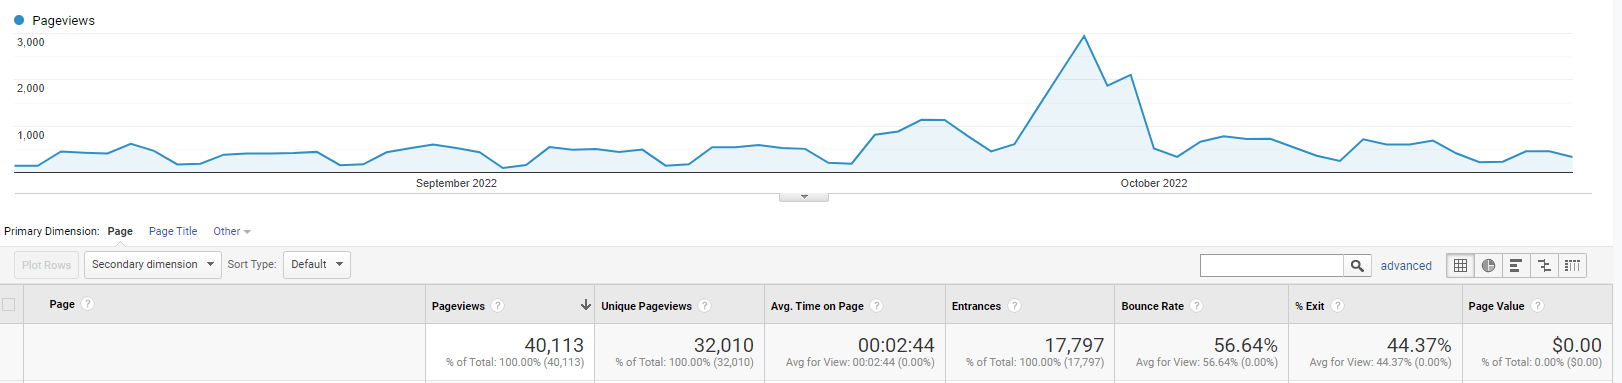 Pageviews
3,000
2,000
1,000
September 2022 October 2022
Primary Dimension: Page Page Title Other
Plot Rows Secondary dimension Sort Type: Default advanced
Page ? Pageviews ? Unique Pageviews ? Avg. Time on Page ? Entrances ? Bounce Rate ? % Exit ? Page Value ?
40,113 32,010 00:02:44 17,797 56.64% 44.37% $0.00
% of Total: 100.00% (40,113) % of Total: 100.00% (32,010) Avg for View: 00:02:44 (0.00%) % of Total: 100.00% (17,797) Avg for View: 56.64% (0.00%) Avg for View: 44.37% (0.00%) % of Total: 0.00% ($0.00)